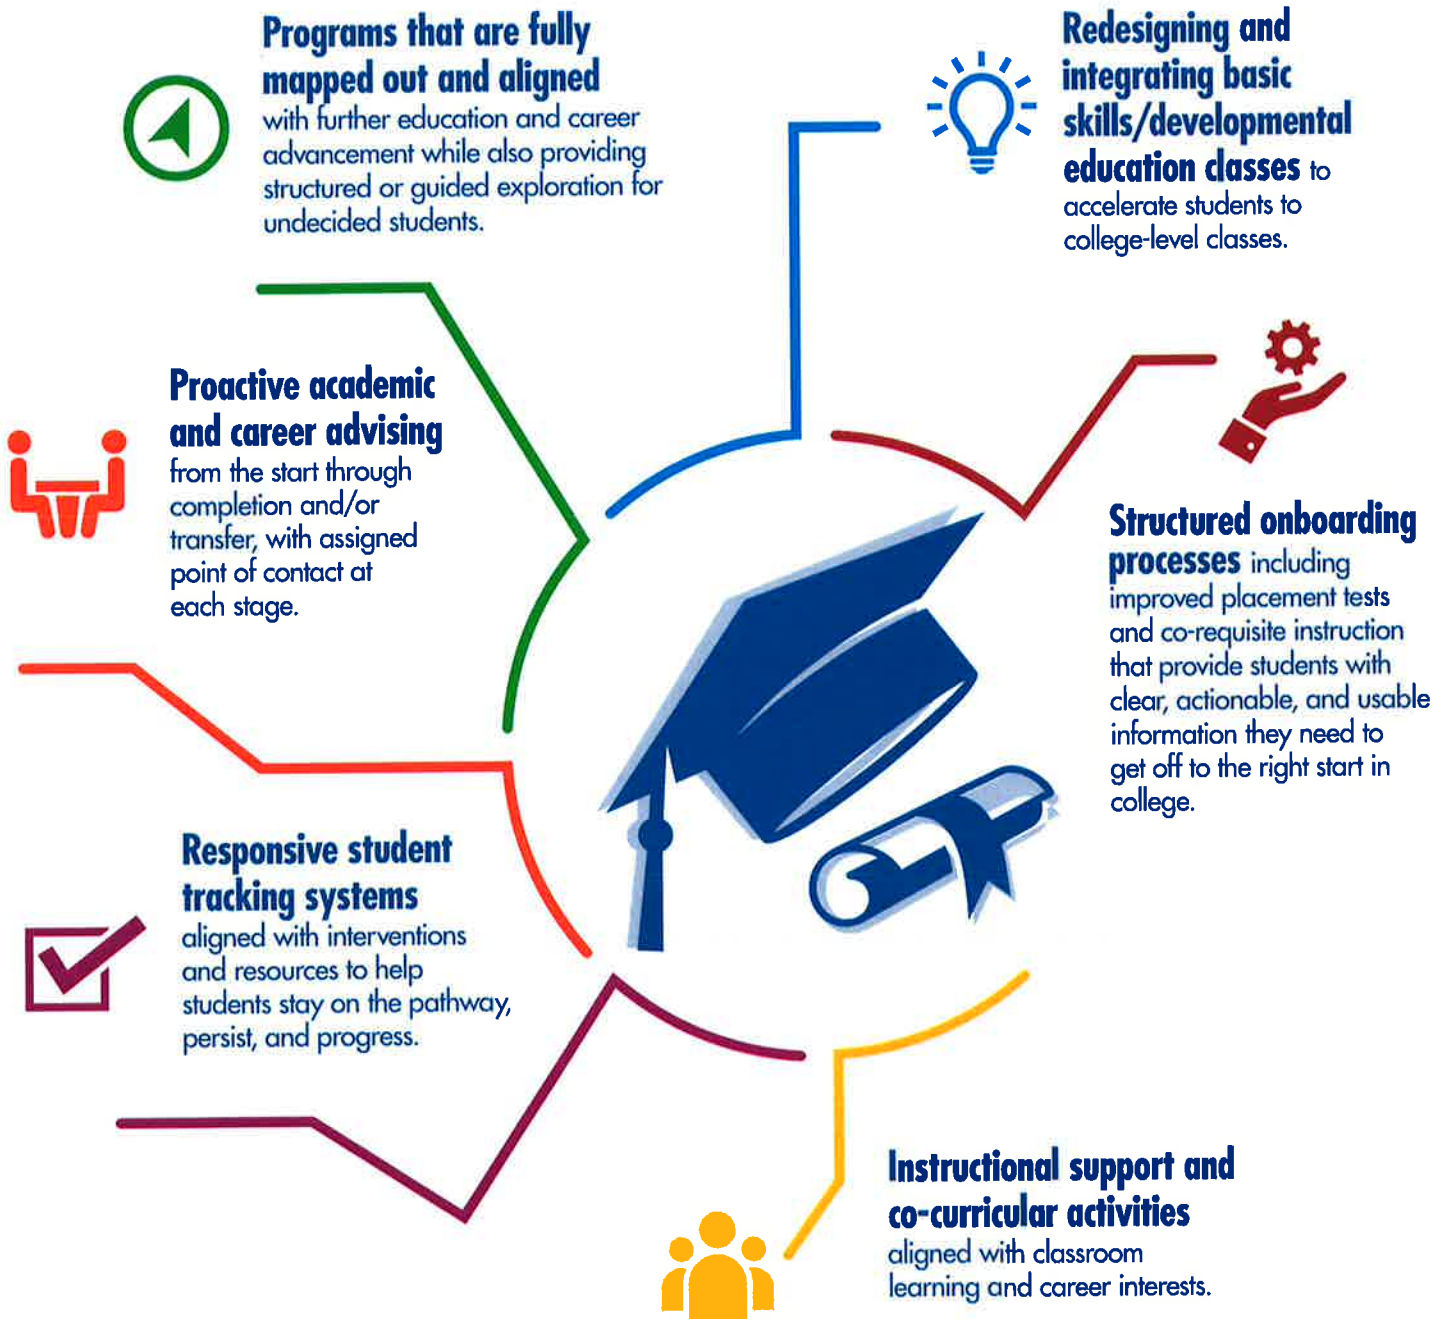 Programs that are fully
mapped out and aligned
with further education and career
advancement while also providing
structured or guided exploration for
undecided students.
Redesigning and
integrating basic
skills/developmental
education classes to
accelerate students to
college-level classes.
Proactive academic
and career advising
from the start through
completion and/or
transfer, with assigned
point of contact at
each stage.
Structured onboarding
processes including
improved placement tests
and co-requisite instruction
that provide students with
clear, actionable, and usable
information they need to
get off to the right start in
college.
Responsive student
tracking systems
aligned with interventions
and resources to help
students stay on the pathway,
persist, and progress.
Instructional support and
co-curricular activities
aligned with classroom
learning and career interests.